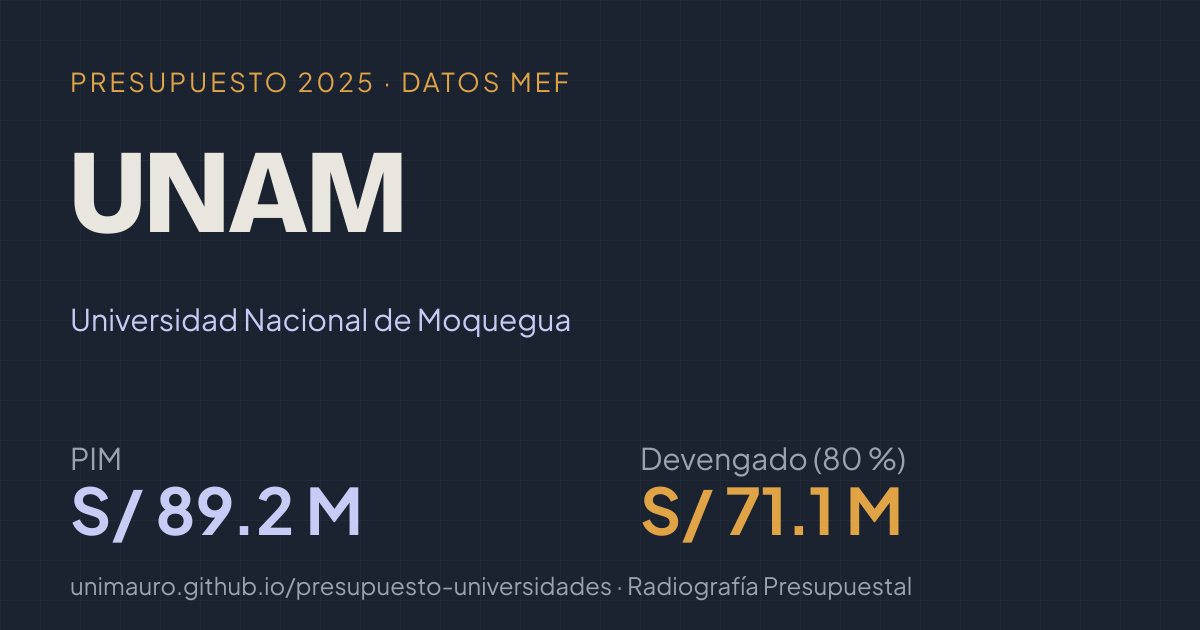 PRESUPUESTO 2025 · DATOS MEF
UNAM
Universidad Nacional de Moquegua
PIM
S/ 89.2 M
Devengado (80 %)
S/ 71.1 M
unimauro.github.io/presupuesto-universidades · Radiografía Presupuestal